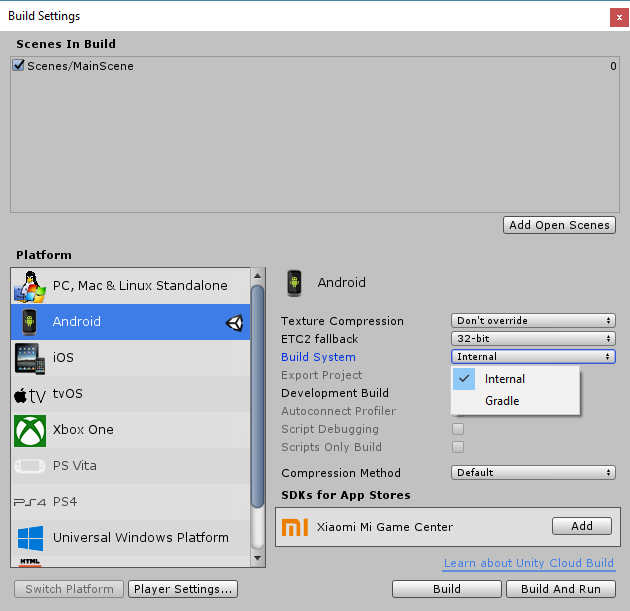 Build Settings
x
Scenes In Build
Scenes/MainScene 0
Add Open Scenes
Platform
PC, Mac & Linux Standalone
Android
iOS
tv tvOS
Xbox One
PS Vita
PS4 PS4
Universal Windows Platform
HTML
Switch Platform
Player Settings...
Android
Texture Compression Don't override
ETC2 fallback 32-bit
Build System Internal
Internal
Gradle
Export Project
Development Build
Autoconnect Profiler
Script Debugging
Scripts Only Build
Compression Method Default
SDKs for App Stores
mi Xiaomi Mi Game Center Add
Learn about Unity Cloud Build
Build
Build And Run